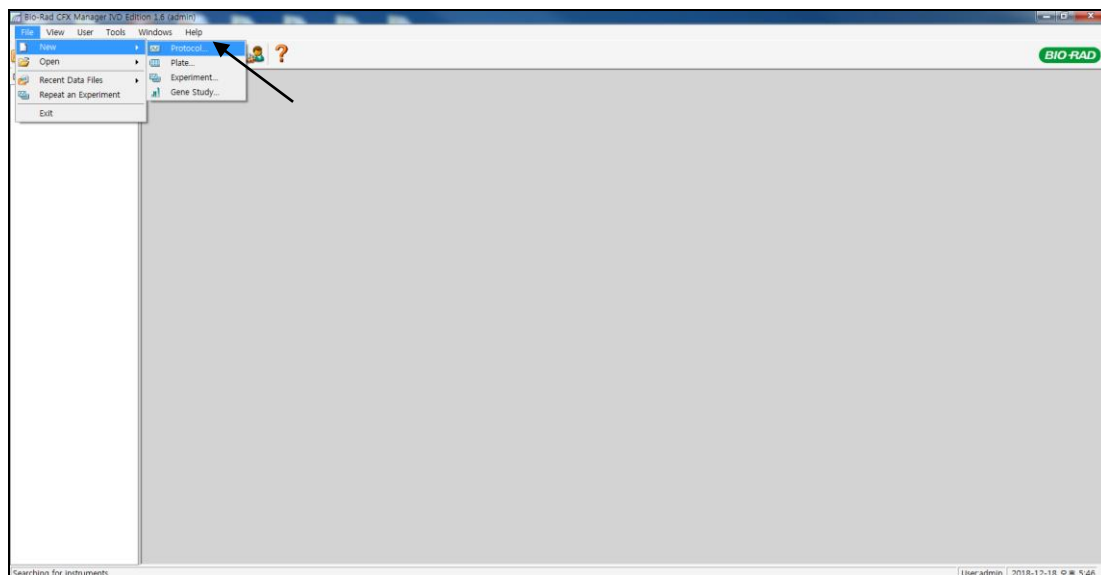 Bio-Rad CFX Manager IVD Edition 1.6 (admin)
File View User Tools Windows Help
New
Open
Recent Data Files
Repeat an Experiment
Exit
Protocol...
Plate...
Experiment...
Gene Study...
?
BIO-RAD
Searching for instruments
User:admin 2018-12-18 오후 5:46